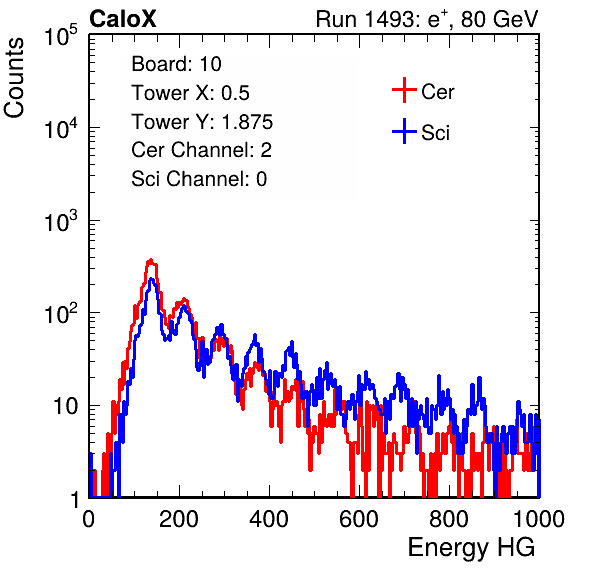 CaloX Run 1493: e⁺, 80 GeV
Counts
10⁵
10⁴
10³
10²
10
1
Board: 10
Tower X: 0.5
Tower Y: 1.875
Cer Channel: 2
Sci Channel: 0
Cer
Sci
0 200 400 600 800 1000
Energy HG